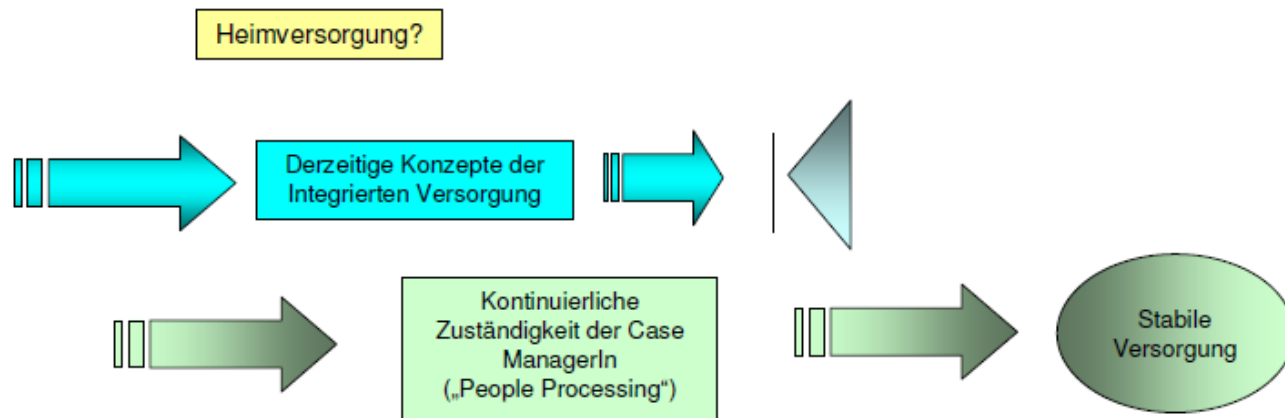 Heimversorgung?
Derzeitige Konzepte der
Integrierten Versorgung
Kontinuierliche
Zuständigkeit der Case
ManagerIn
(„People Processing“)
Stabile
Versorgung